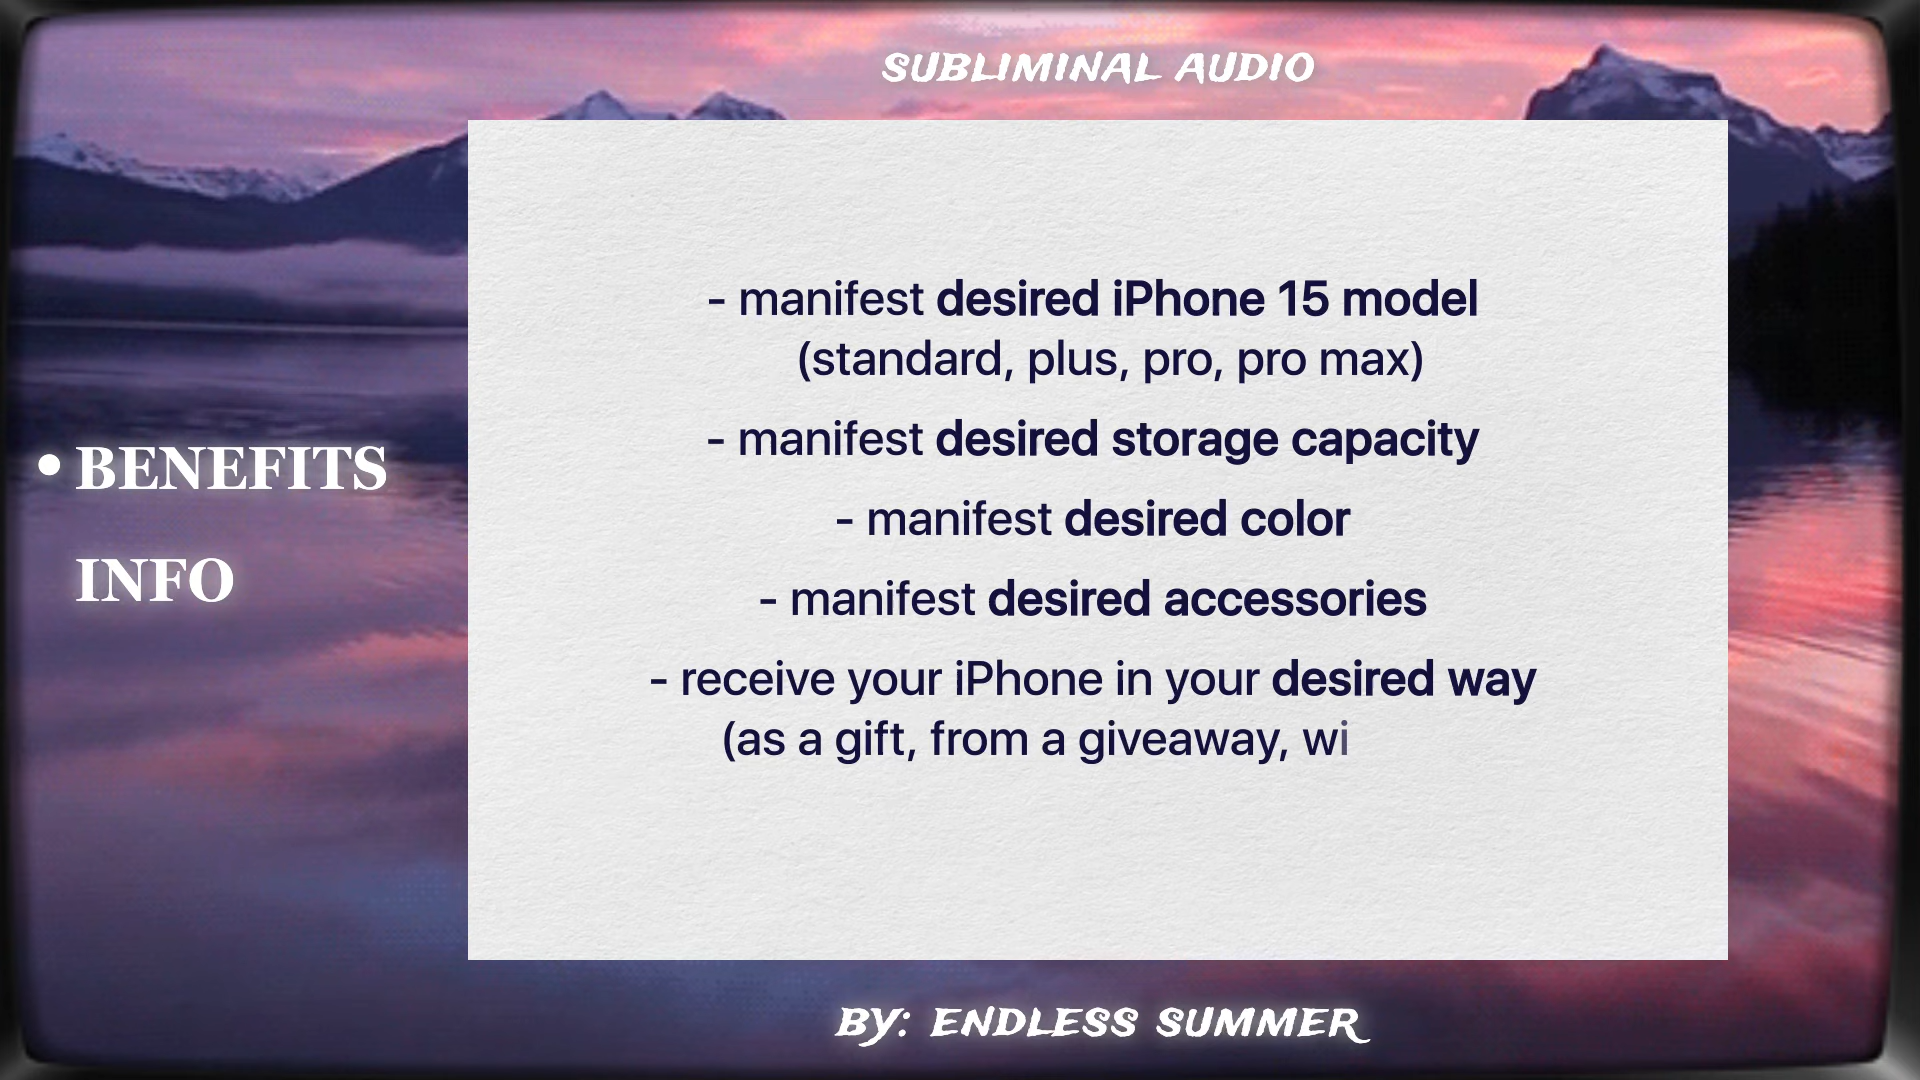 SUBLIMINAL AUDIO
• BENEFITS
INFO
- manifest desired iPhone 15 model
(standard, plus, pro, pro max)
- manifest desired storage capacity
- manifest desired color
- manifest desired accessories
- receive your iPhone in your desired way
(as a gift, from a giveaway, wi
BY: ENDLESS SUMMER